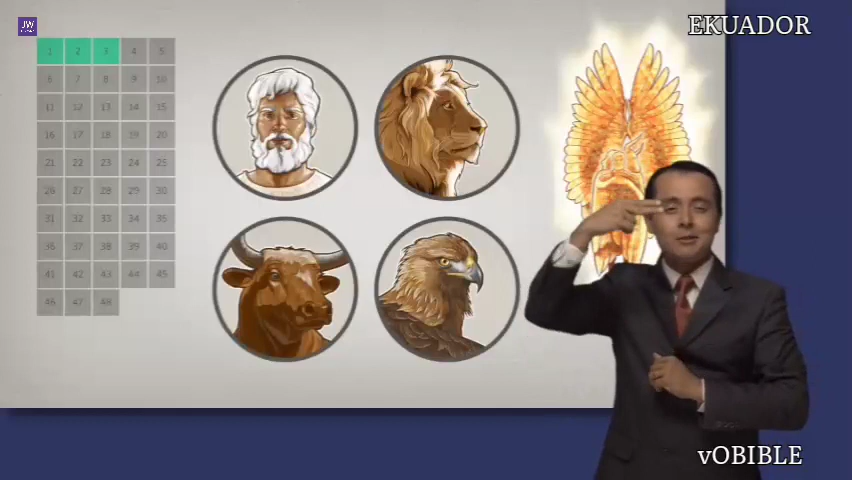 JW
EKUADOR
1 2 3 4 5
6 7 8 9 10
11 12 13 14 15
16 17 18 19 20
21 22 23 24 25
26 27 28 29 30
31 32 33 34 35
36 37 38 39 40
41 42 43 44 45
46 47 48
vOBIBLE